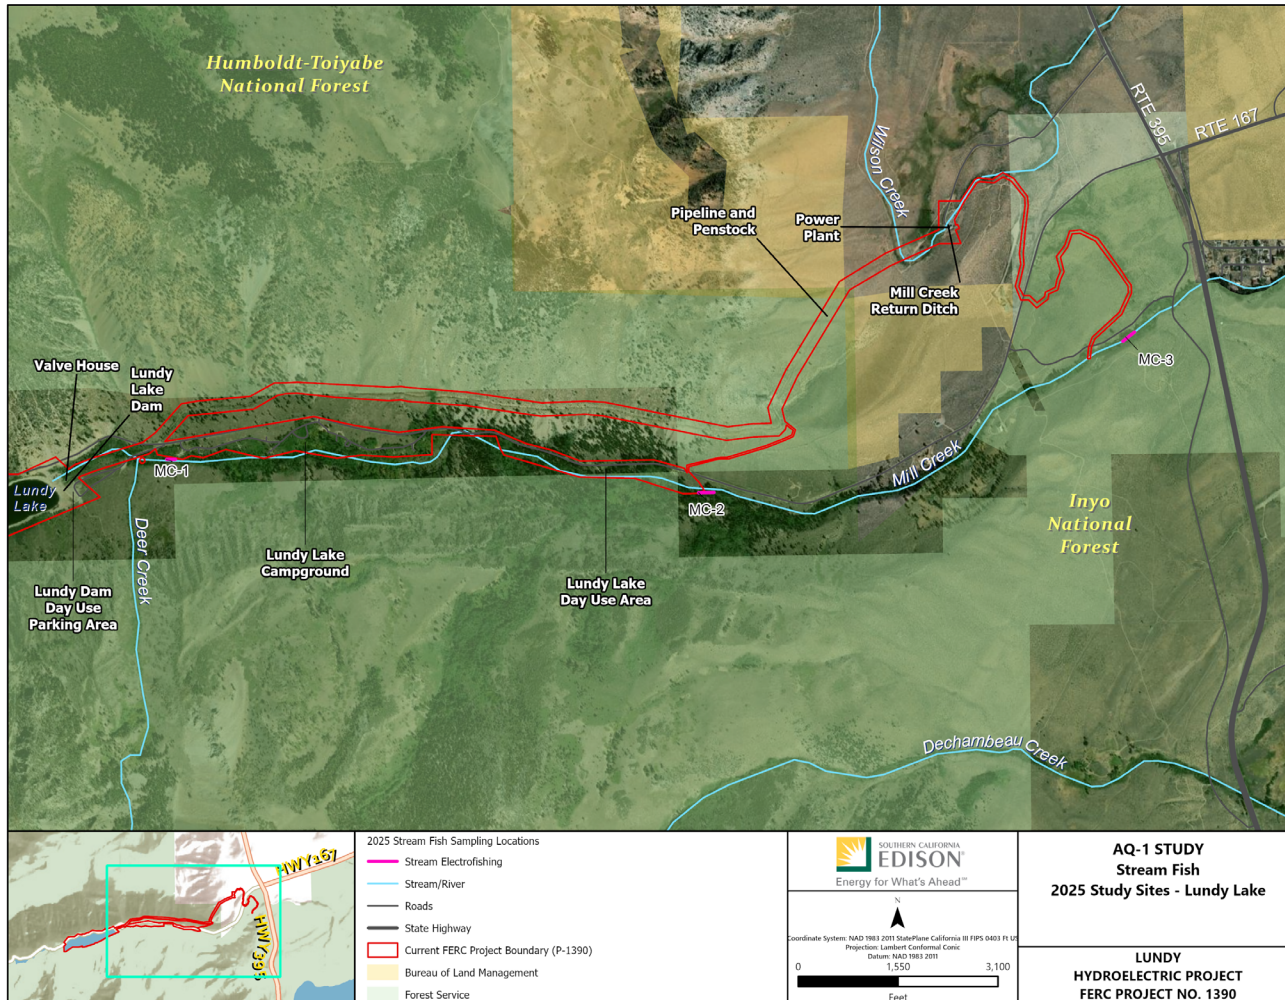 Humboldt-Toiyabe
National Forest
RTE 395
RTE 167
Wilson Creek
Pipeline and
Penstock
Power
Plant
Mill Creek
Return Ditch
MC-3
Valve House
Lundy
Lake
Dam
MC-1
Lundy
Lake
Mill Creek
MC-2
Inyo
National
Forest
Deer Creek
Lundy Lake
Campground
Lundy Lake
Day Use Area
Lundy Dam
Day Use
Parking Area
Dechambeau Creek
HWY167
HWY395
2025 Stream Fish Sampling Locations
Stream Electrofishing
Stream/River
Roads
State Highway
Current FERC Project Boundary (P-1390)
Bureau of Land Management
Forest Service
SOUTHERN CALIFORNIA
EDISON®
Energy for What's Ahead℠
N
Coordinate System: NAD 1983 2011 StatePlane California III FIPS 0403 Ft US
Projection: Lambert Conformal Conic
Datum: NAD 1983 2011
0 1,550 3,100
Feet
AQ-1 STUDY
Stream Fish
2025 Study Sites - Lundy Lake
LUNDY
HYDROELECTRIC PROJECT
FERC PROJECT NO. 1390